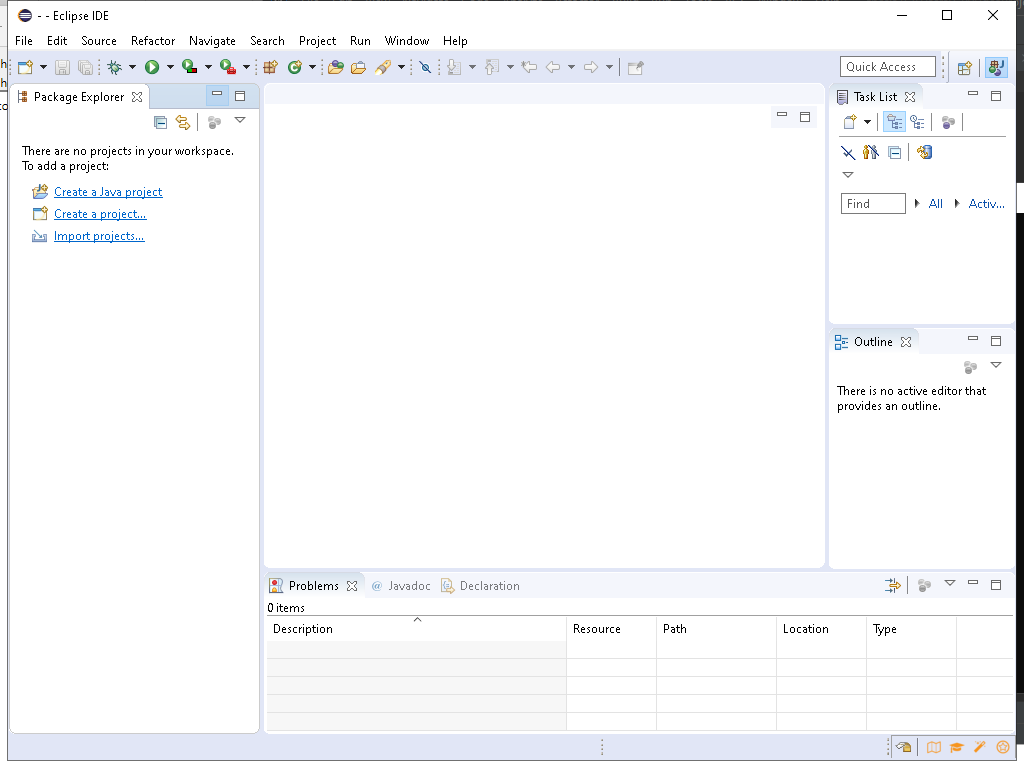 - - Eclipse IDE
File Edit Source Refactor Navigate Search Project Run Window Help
Quick Access
Package Explorer
There are no projects in your workspace.
To add a project:
Create a Java project
Create a project...
Import projects...
Task List
Find All Activ...
Outline
There is no active editor that
provides an outline.
Problems @ Javadoc Declaration
0 items
Description Resource Path Location Type